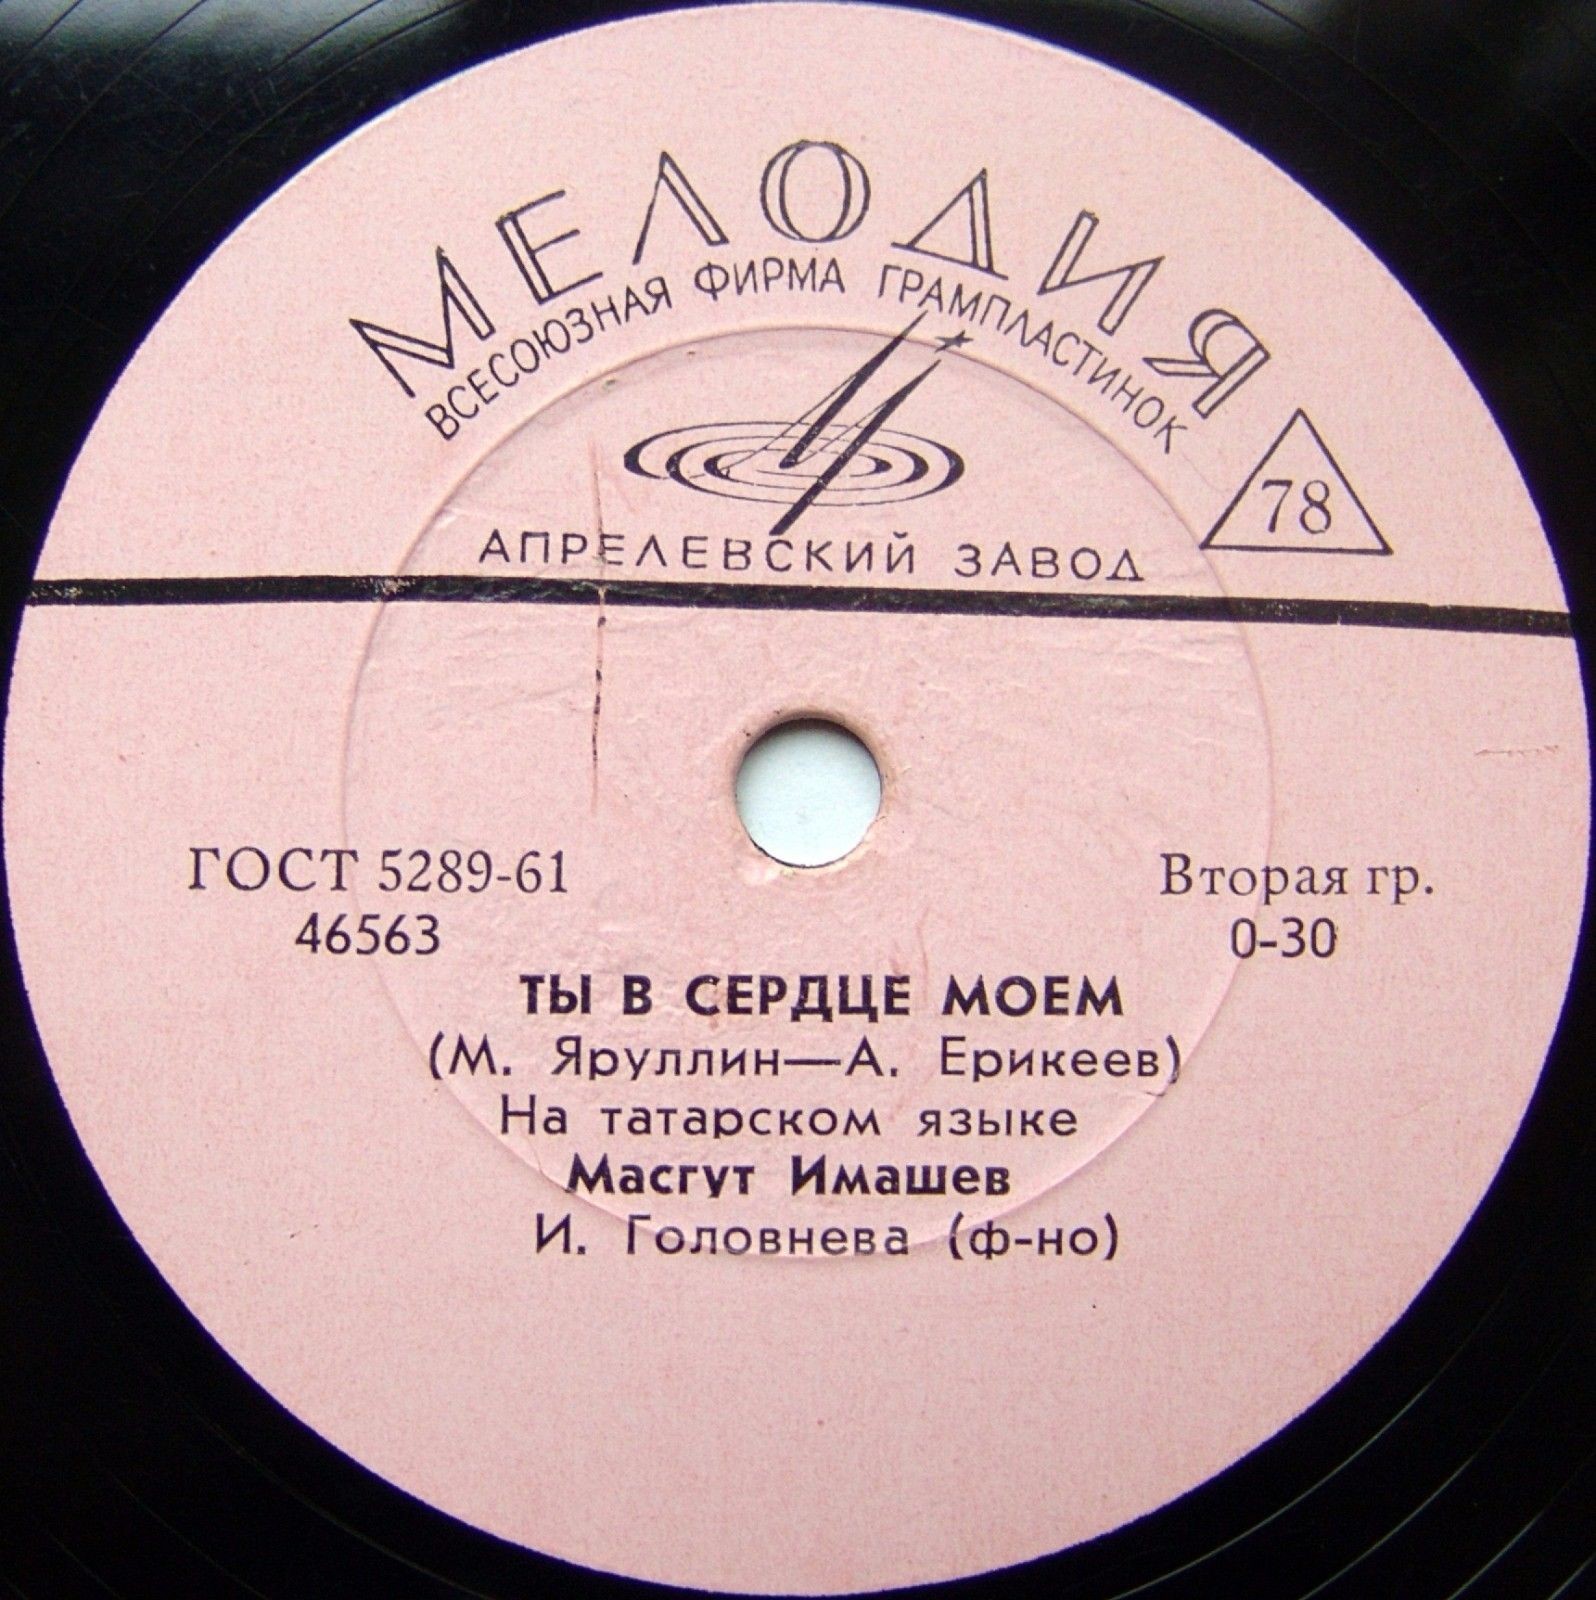 МЕЛОДИЯ
ВСЕСОЮЗНАЯ ФИРМА ГРАМПЛАСТИНОК
78
АПРЕЛЕВСКИЙ ЗАВОД
ГОСТ 5289-61
46563
Вторая гр.
0-30
ТЫ В СЕРДЦЕ МОЕМ
(М. Яруллин—А. Ерикеев)
На татарском языке
Масгут Имашев
И. Головнева (ф-но)